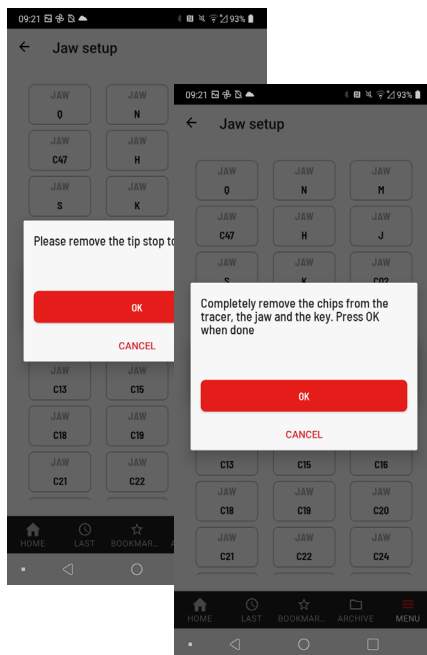 09:21
93%
Jaw setup
JAW
JAW
Q
N
JAW
JAW
C47
H
JAW
JAW
S
K
Please remove the tip stop to
OK
CANCEL
JAW
JAW
C13
C15
JAW
JAW
C18
C19
JAW
JAW
C21
C22
HOME
LAST
BOOKMAR...
09:21
93%
Jaw setup
JAW
JAW
JAW
Q
N
M
JAW
JAW
JAW
C47
H
J
JAW
JAW
JAW
S
K
C02
Completely remove the chips from the
tracer, the jaw and the key. Press OK
when done
OK
CANCEL
C13
C15
C16
JAW
JAW
JAW
C18
C19
C20
JAW
JAW
JAW
C21
C22
C24
HOME
LAST
BOOKMAR...
ARCHIVE
MENU